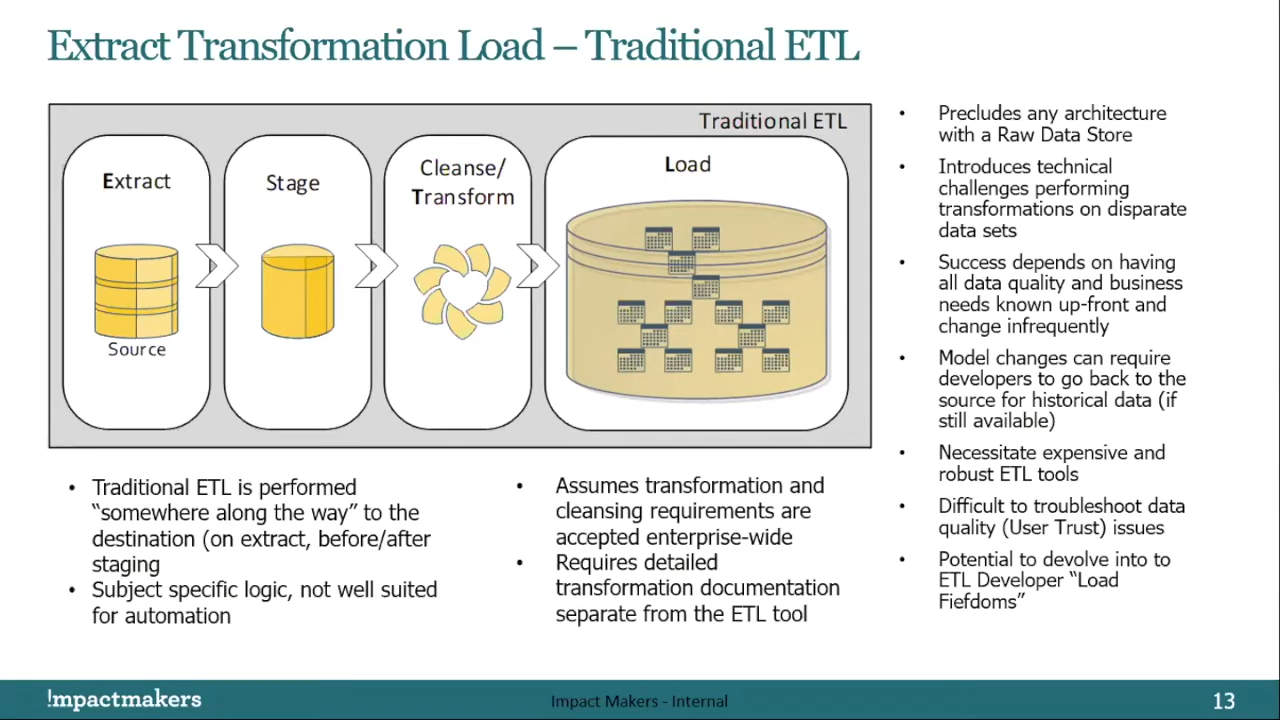 Extract Transformation Load – Traditional ETL
Traditional ETL
Extract
Stage
Cleanse/
Transform
Load
Source
• Traditional ETL is performed
“somewhere along the way” to the
destination (on extract, before/after
staging
• Subject specific logic, not well suited
for automation
• Assumes transformation and
cleansing requirements are
accepted enterprise-wide
• Requires detailed
transformation documentation
separate from the ETL tool
• Precludes any architecture
with a Raw Data Store
• Introduces technical
challenges performing
transformations on disparate
data sets
• Success depends on having
all data quality and business
needs known up-front and
change infrequently
• Model changes can require
developers to go back to the
source for historical data (if
still available)
• Necessitate expensive and
robust ETL tools
• Difficult to troubleshoot data
quality (User Trust) issues
• Potential to devolve into to
ETL Developer “Load
Fiefdoms”
!mpactmakers
Impact Makers - Internal
13